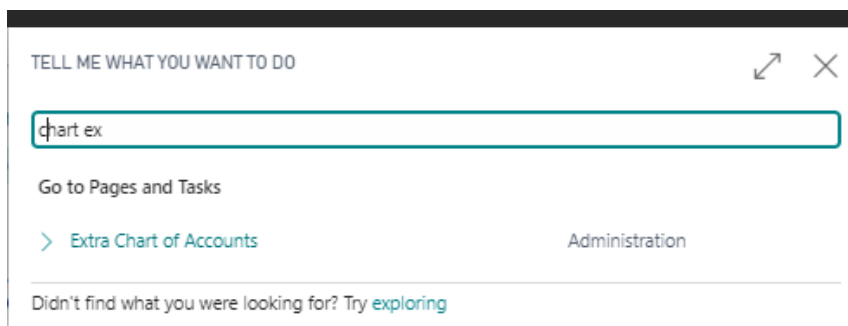 TELL ME WHAT YOU WANT TO DO
chart ex
Go to Pages and Tasks
Extra Chart of Accounts Administration
Didn't find what you were looking for? Try exploring